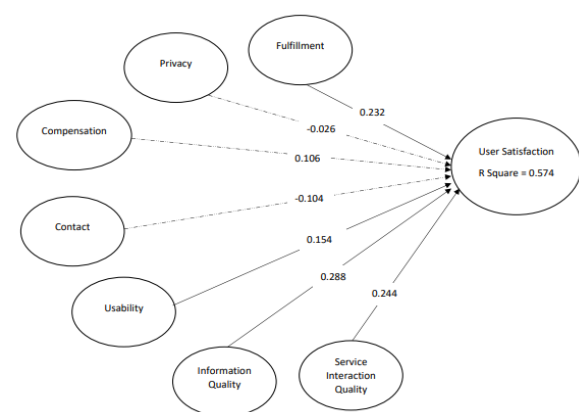 Fulfillment
Privacy
0.232
-0.026
Compensation
0.106
User Satisfaction
R Square = 0.574
-0.104
Contact
0.154
Usability
0.288
0.244
Information
Quality
Service
Interaction
Quality